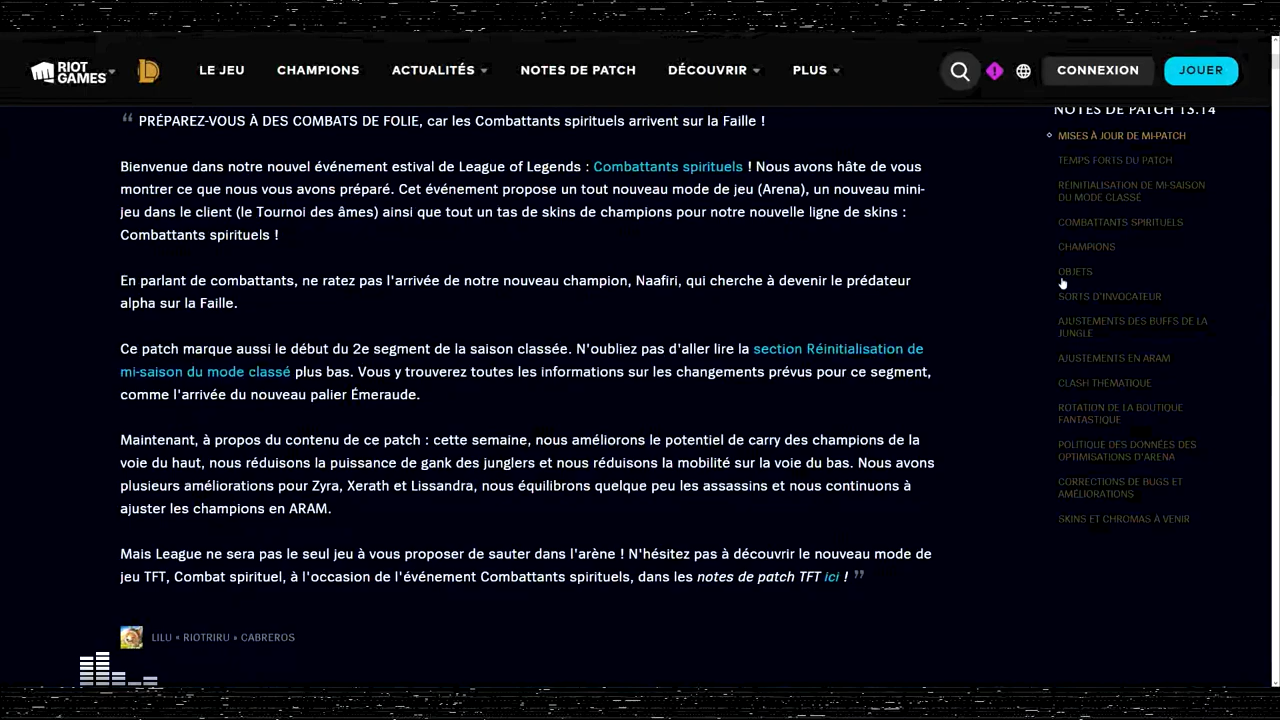 RIOT
GAMES
LE JEU
CHAMPIONS
ACTUALITÉS
NOTES DE PATCH
DÉCOUVRIR
PLUS
CONNEXION
JOUER
“ PRÉPAREZ-VOUS À DES COMBATS DE FOLIE, car les Combattants spirituels arrivent sur la Faille !
Bienvenue dans notre nouvel événement estival de League of Legends : Combattants spirituels ! Nous avons hâte de vous
montrer ce que nous vous avons préparé. Cet événement propose un tout nouveau mode de jeu (Arena), un nouveau mini-
jeu dans le client (le Tournoi des âmes) ainsi que tout un tas de skins de champions pour notre nouvelle ligne de skins :
Combattants spirituels !
En parlant de combattants, ne ratez pas l'arrivée de notre nouveau champion, Naafiri, qui cherche à devenir le prédateur
alpha sur la Faille.
Ce patch marque aussi le début du 2e segment de la saison classée. N'oubliez pas d'aller lire la section Réinitialisation de
mi-saison du mode classé plus bas. Vous y trouverez toutes les informations sur les changements prévus pour ce segment,
comme l'arrivée du nouveau palier Émeraude.
Maintenant, à propos du contenu de ce patch : cette semaine, nous améliorons le potentiel de carry des champions de la
voie du haut, nous réduisons la puissance de gank des junglers et nous réduisons la mobilité sur la voie du bas. Nous avons
plusieurs améliorations pour Zyra, Xerath et Lissandra, nous équilibrons quelque peu les assassins et nous continuons à
ajuster les champions en ARAM.
Mais League ne sera pas le seul jeu à vous proposer de sauter dans l'arène ! N'hésitez pas à découvrir le nouveau mode de
jeu TFT, Combat spirituel, à l'occasion de l'événement Combattants spirituels, dans les notes de patch TFT ici ! ”
LILU • RIOTRIRU • CABREROS
NOTES DE PATCH 13.14
MISES À JOUR DE MI-PATCH
TEMPS FORTS DU PATCH
RÉINITIALISATION DE MI-SAISON
DU MODE CLASSÉ
COMBATTANTS SPIRITUELS
CHAMPIONS
OBJETS
SORTS D'INVOCATEUR
AJUSTEMENTS DES BUFFS DE LA
JUNGLE
AJUSTEMENTS EN ARAM
CLASH THÉMATIQUE
ROTATION DE LA BOUTIQUE
FANTASTIQUE
POLITIQUE DES DONNÉES DES
OPTIMISATIONS D'ARENA
CORRECTIONS DE BUGS ET
AMÉLIORATIONS
SKINS ET CHROMAS À VENIR